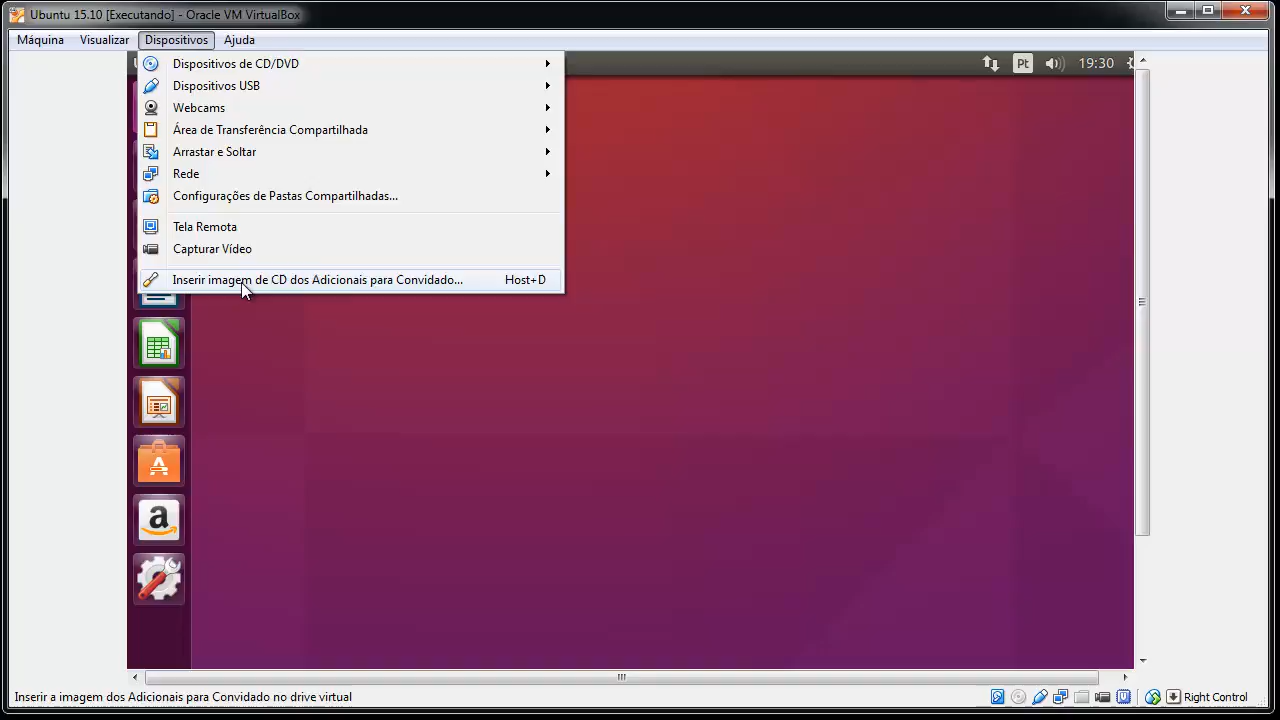 Ubuntu 15.10 [Executando] - Oracle VM VirtualBox
Máquina Visualizar Dispositivos Ajuda
Dispositivos de CD/DVD
Pt 19:30
Dispositivos USB
Webcams
Área de Transferência Compartilhada
Arrastar e Soltar
Rede
Configurações de Pastas Compartilhadas...
Tela Remota
Capturar Vídeo
Inserir imagem de CD dos Adicionais para Convidado... Host+D
Inserir a imagem dos Adicionais para Convidado no drive virtual
Right Control